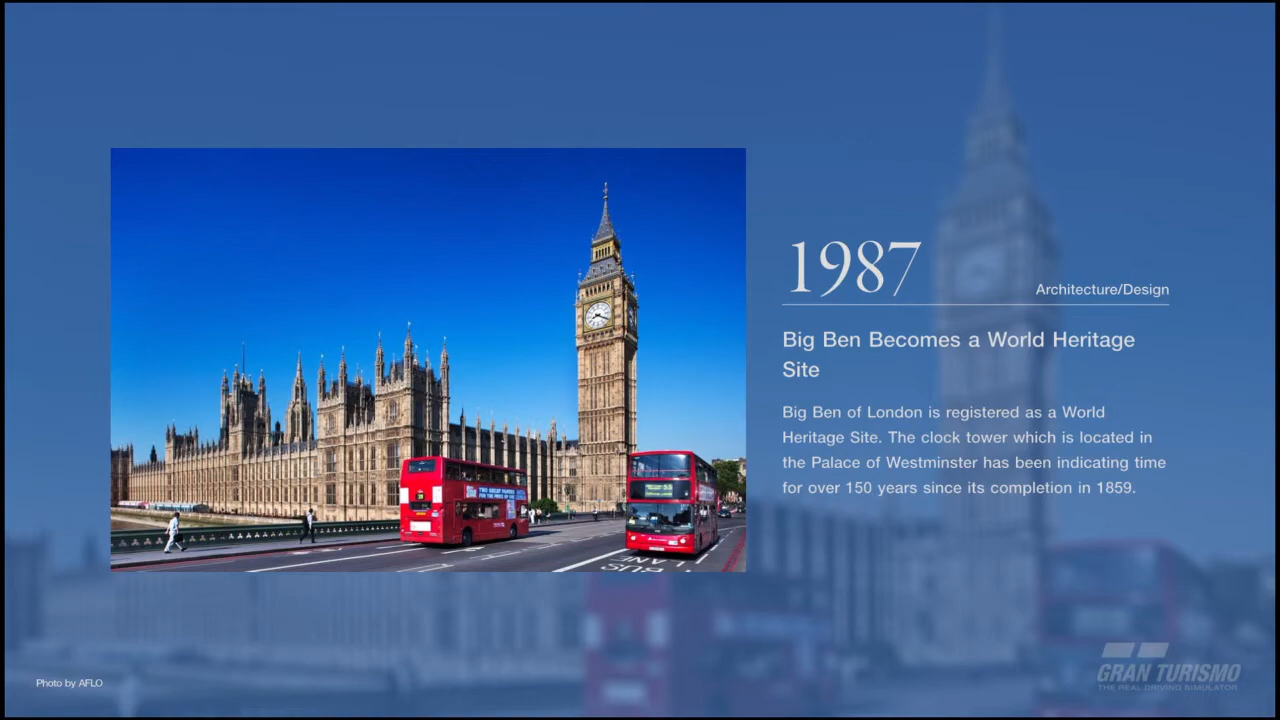 1987
Architecture/Design
Big Ben Becomes a World Heritage
Site
Big Ben of London is registered as a World
Heritage Site. The clock tower which is located in
the Palace of Westminster has been indicating time
for over 150 years since its completion in 1859.
BUS
LANE
Photo by AFLO
GRAN TURISMO
THE REAL DRIVING SIMULATOR